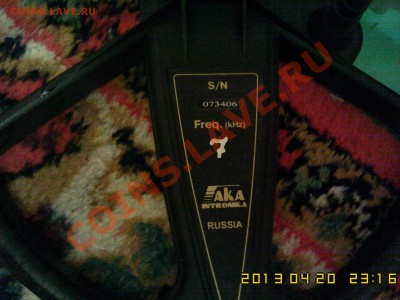 COINS.LAVE.RU
S/N
073406
Freq. (kHz)
7
AKA
INTRONIKA
RUSSIA
COINS.LAVE.RU
2013 04 20 23:16